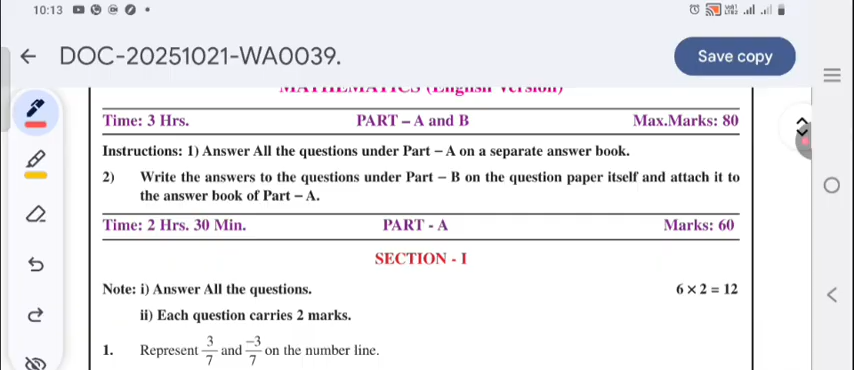 10:13
DOC-20251021-WA0039.
Save copy
MATHEMATICS (English Version)
Time: 3 Hrs. PART – A and B Max.Marks: 80
Instructions: 1) Answer All the questions under Part – A on a separate answer book.
2) Write the answers to the questions under Part – B on the question paper itself and attach it to
the answer book of Part – A.
Time: 2 Hrs. 30 Min. PART - A Marks: 60
SECTION - I
Note: i) Answer All the questions. 6 × 2 = 12
ii) Each question carries 2 marks.
1. Represent 3/7 and −3/7 on the number line.